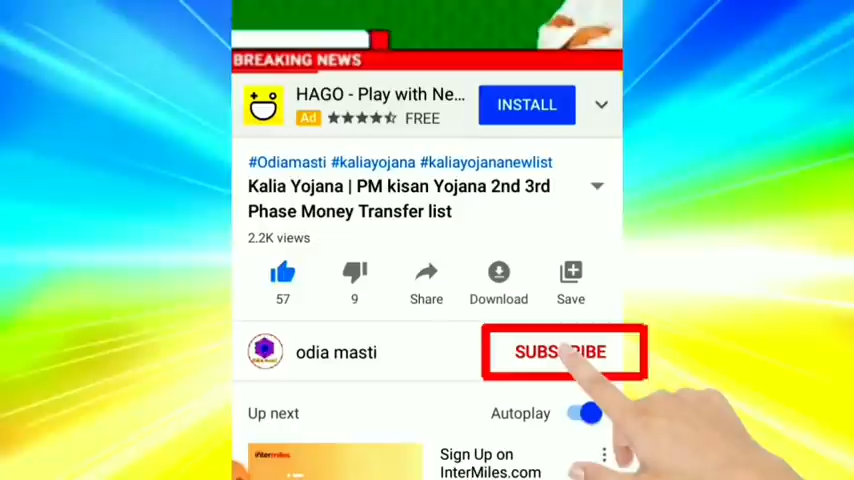 BREAKING NEWS
HAGO - Play with Ne...
Ad FREE
INSTALL
#Odiamasti #kaliayojana #kaliayojananewlist
Kalia Yojana | PM kisan Yojana 2nd 3rd
Phase Money Transfer list
2.2K views
57 9 Share Download Save
odia masti
SUBSCRIBE
Up next Autoplay
intermiles
Sign Up on
InterMiles.com